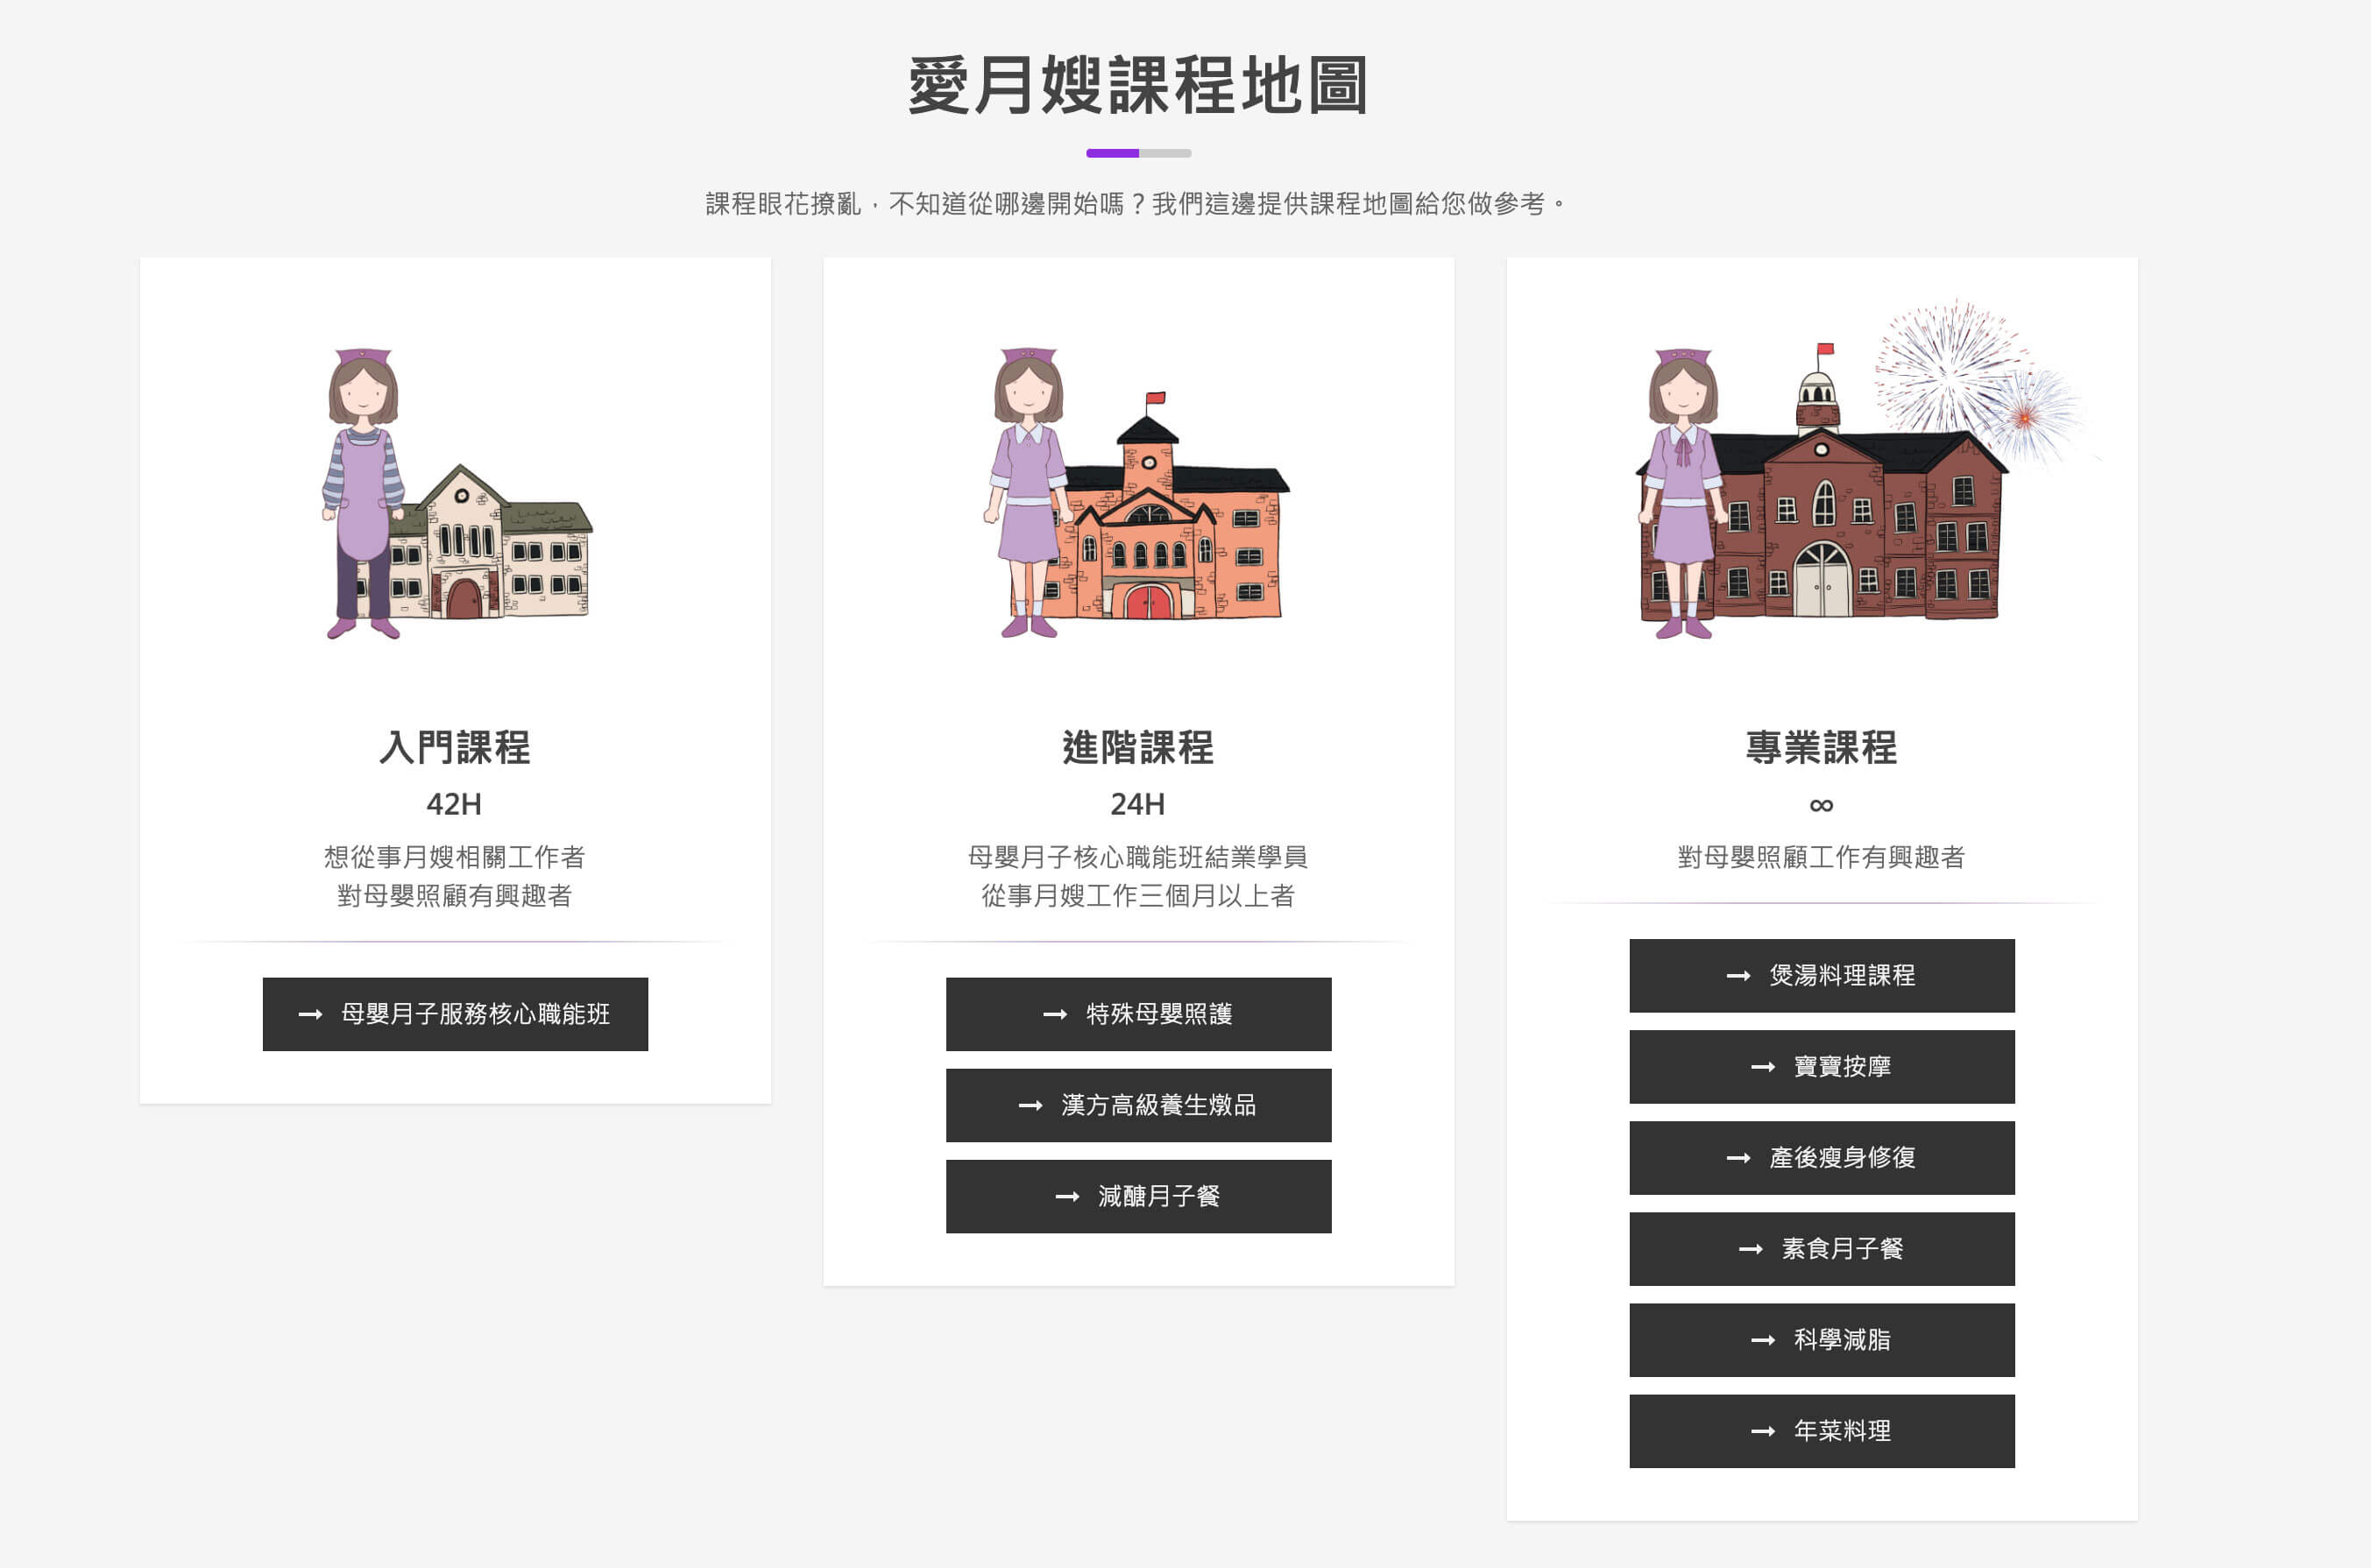 愛月嫂課程地圖
課程眼花撩亂，不知道從哪邊開始嗎？我們這邊提供課程地圖給您做參考。
入門課程
42H
想從事月嫂相關工作者
對母嬰照顧有興趣者
→ 母嬰月子服務核心職能班
進階課程
24H
母嬰月子核心職能班結業學員
從事月嫂工作三個月以上者
→ 特殊母嬰照護
→ 漢方高級養生燉品
→ 減醣月子餐
專業課程
∞
對母嬰照顧工作有興趣者
→ 煲湯料理課程
→ 寶寶按摩
→ 產後瘦身修復
→ 素食月子餐
→ 科學減脂
→ 年菜料理